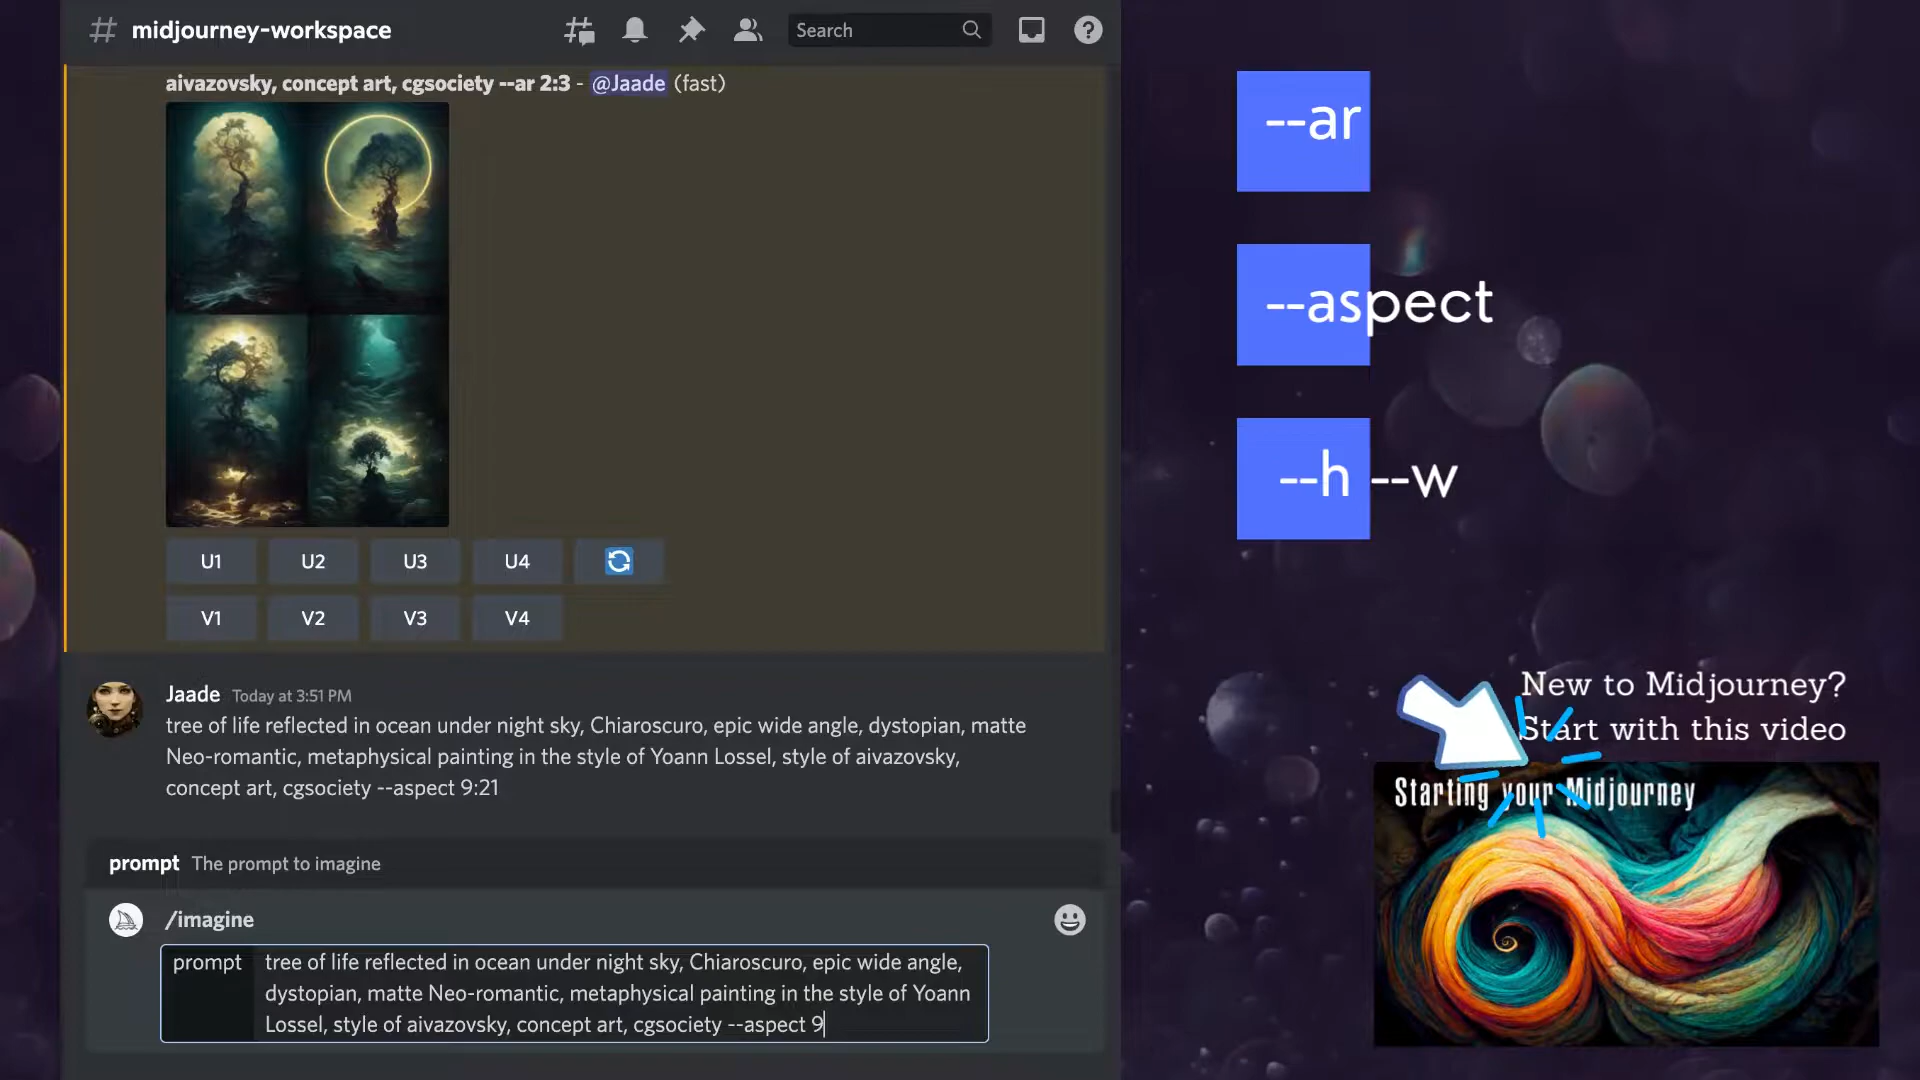 midjourney-workspace
Search
aivazovsky, concept art, cgsociety --ar 2:3 - @Jaade (fast)
U1 U2 U3 U4
V1 V2 V3 V4
Jaade Today at 3:51 PM
tree of life reflected in ocean under night sky, Chiaroscuro, epic wide angle, dystopian, matte
Neo-romantic, metaphysical painting in the style of Yoann Lossel, style of aivazovsky,
concept art, cgsociety --aspect 9:21
prompt The prompt to imagine
/imagine
prompt tree of life reflected in ocean under night sky, Chiaroscuro, epic wide angle,
dystopian, matte Neo-romantic, metaphysical painting in the style of Yoann
Lossel, style of aivazovsky, concept art, cgsociety --aspect 9
--ar
--aspect
--h --w
New to Midjourney?
Start with this video
Starting your Midjourney